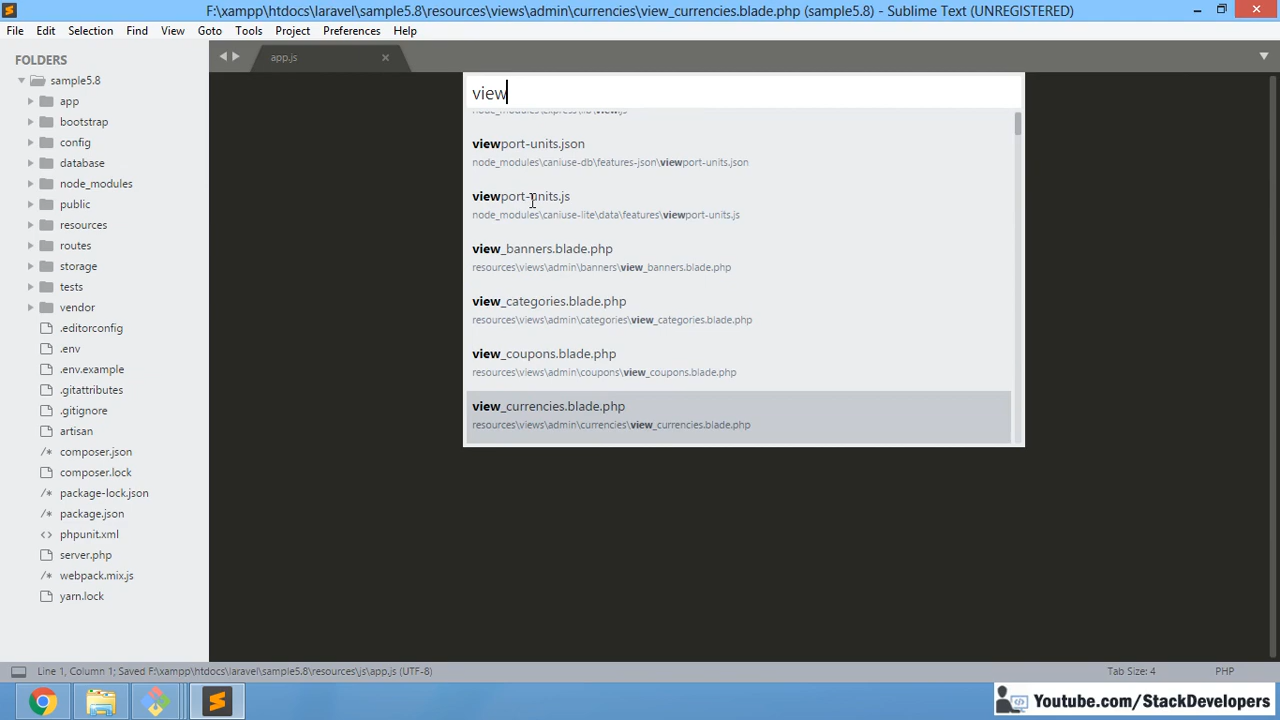 F:\xampp\htdocs\laravel\sample5.8\resources\views\admin\currencies\view_currencies.blade.php (sample5.8) - Sublime Text (UNREGISTERED)
File Edit Selection Find View Goto Tools Project Preferences Help
FOLDERS
sample5.8
app
bootstrap
config
database
node_modules
public
resources
routes
storage
tests
vendor
.editorconfig
.env
.env.example
.gitattributes
.gitignore
artisan
/* composer.json
composer.lock
/* package-lock.json
/* package.json
<> phpunit.xml
server.php
/* webpack.mix.js
yarn.lock
app.js
view
node_modules\express\lib\view.js
viewport-units.json
node_modules\caniuse-db\features-json\viewport-units.json
viewport-units.js
node_modules\caniuse-lite\data\features\viewport-units.js
view_banners.blade.php
resources\views\admin\banners\view_banners.blade.php
view_categories.blade.php
resources\views\admin\categories\view_categories.blade.php
view_coupons.blade.php
resources\views\admin\coupons\view_coupons.blade.php
view_currencies.blade.php
resources\views\admin\currencies\view_currencies.blade.php
Line 1, Column 1; Saved F:\xampp\htdocs\laravel\sample5.8\resources\js\app.js (UTF-8) Tab Size: 4 PHP
Youtube.com/StackDevelopers